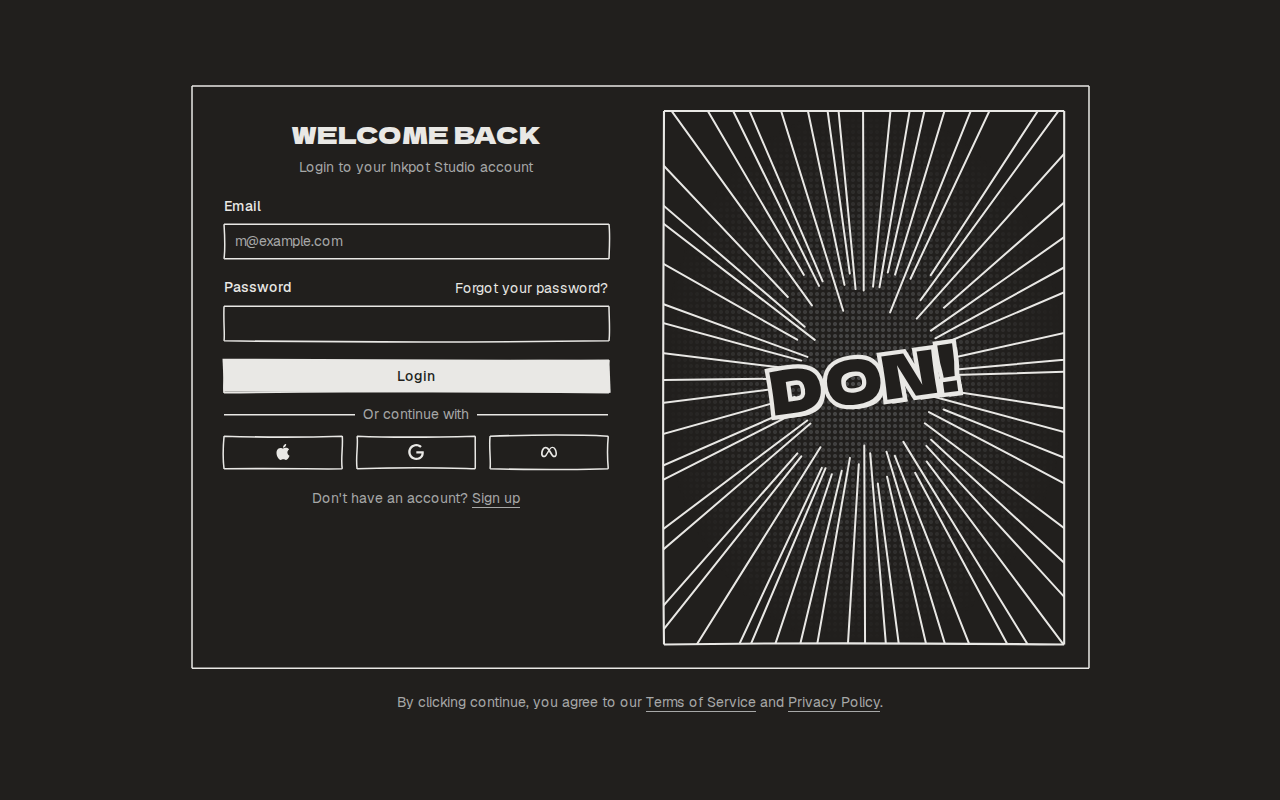 WELCOME BACK
Login to your Inkpot Studio account
Email
m@example.com
Password
Forgot your password?
Login
Or continue with
Don't have an account? Sign up
DON!
By clicking continue, you agree to our Terms of Service and Privacy Policy.